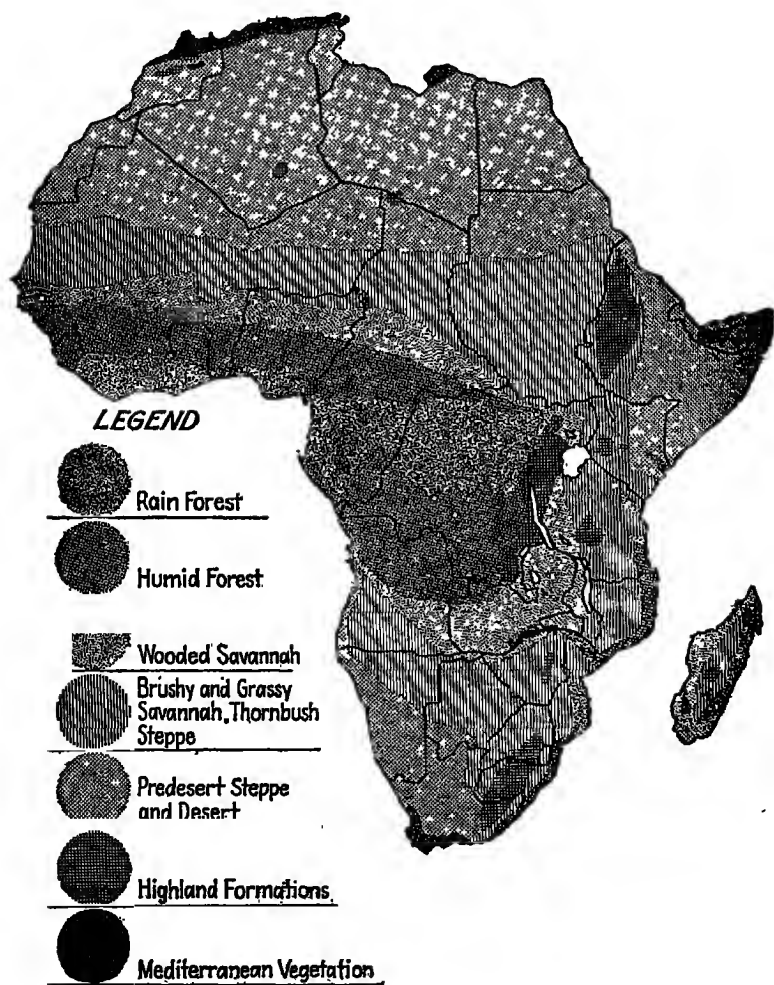 LEGEND
Rain Forest
Humid Forest
Wooded Savannah
Brushy and Grassy
Savannah, Thornbush
Steppe
Predesert Steppe
and Desert
Highland Formations
Mediterranean Vegetation